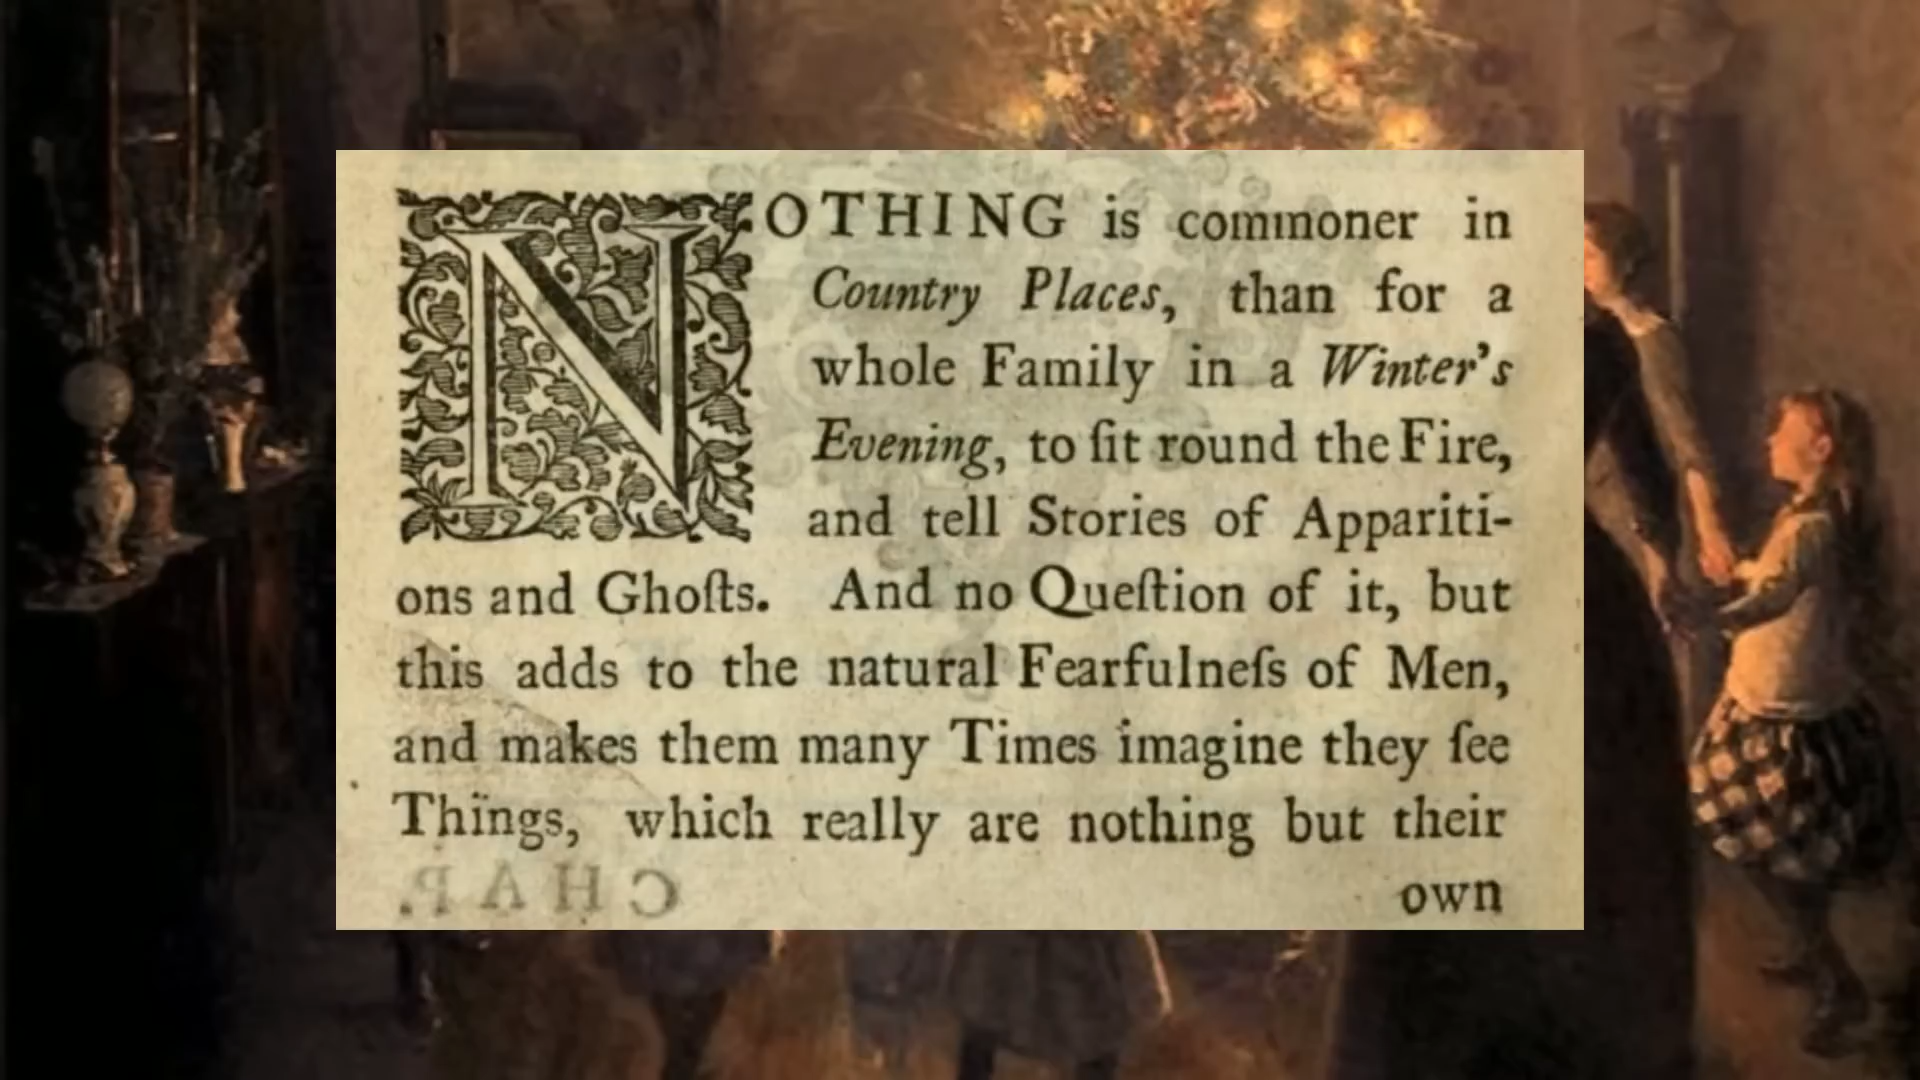 NOTHING is commoner in
Country Places, than for a
whole Family in a Winter's
Evening, to ſit round the Fire,
and tell Stories of Appariti-
ons and Ghoſts. And no Queſtion of it, but
this adds to the natural Fearfulneſs of Men,
and makes them many Times imagine they ſee
Things, which really are nothing but their
own
CHAP.